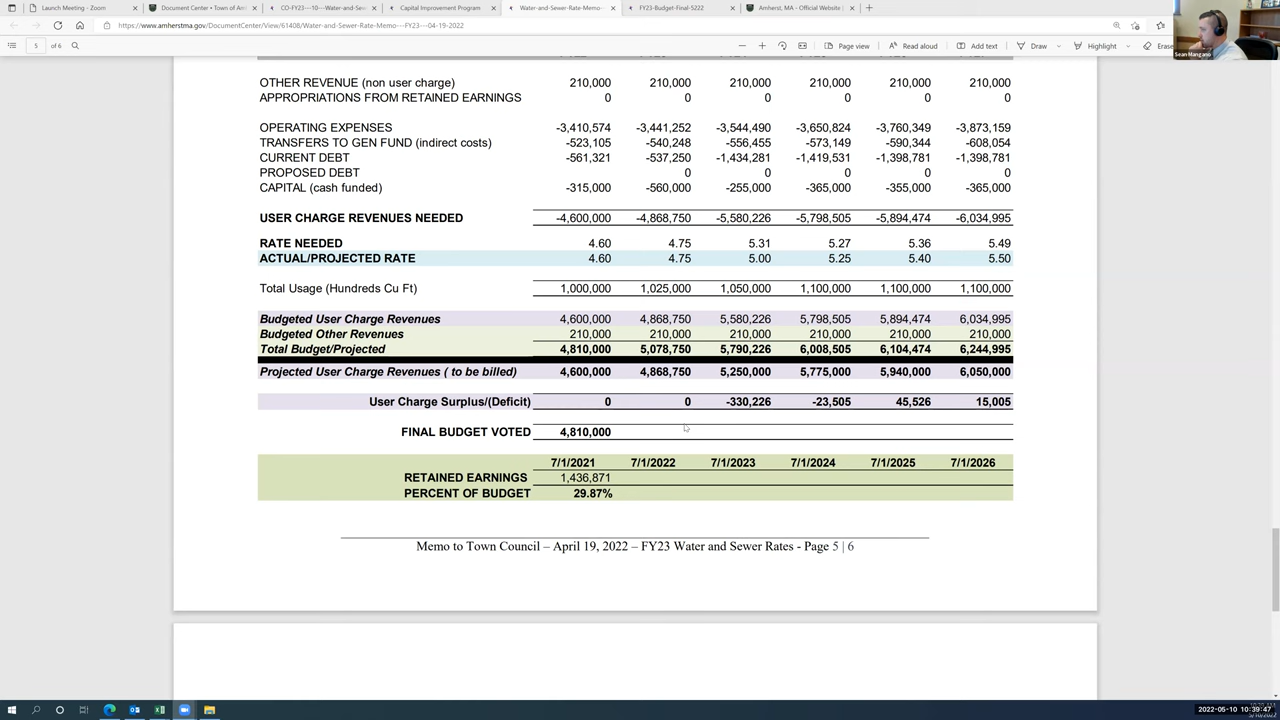 Launch Meeting - Zoom
Document Center • Town of Am
CO-FY23---10---Water-and-Sew
Capital Improvement Program
Water-and-Sewer-Rate-Memo-
FY23-Budget-Final-5222
Amherst, MA - Official Website |
https://www.amherstma.gov/DocumentCenter/View/61408/Water-and-Sewer-Rate-Memo---FY23---04-19-2022
5 of 6
Page view
Read aloud
Add text
Draw
Highlight
Erase
Sean Mangano
OTHER REVENUE (non user charge) 210,000 210,000 210,000 210,000 210,000 210,000
APPROPRIATIONS FROM RETAINED EARNINGS 0 0 0 0 0 0
OPERATING EXPENSES -3,410,574 -3,441,252 -3,544,490 -3,650,824 -3,760,349 -3,873,159
TRANSFERS TO GEN FUND (indirect costs) -523,105 -540,248 -556,455 -573,149 -590,344 -608,054
CURRENT DEBT -561,321 -537,250 -1,434,281 -1,419,531 -1,398,781 -1,398,781
PROPOSED DEBT 0 0 0 0 0
CAPITAL (cash funded) -315,000 -560,000 -255,000 -365,000 -355,000 -365,000
USER CHARGE REVENUES NEEDED -4,600,000 -4,868,750 -5,580,226 -5,798,505 -5,894,474 -6,034,995
RATE NEEDED 4.60 4.75 5.31 5.27 5.36 5.49
ACTUAL/PROJECTED RATE 4.60 4.75 5.00 5.25 5.40 5.50
Total Usage (Hundreds Cu Ft) 1,000,000 1,025,000 1,050,000 1,100,000 1,100,000 1,100,000
Budgeted User Charge Revenues 4,600,000 4,868,750 5,580,226 5,798,505 5,894,474 6,034,995
Budgeted Other Revenues 210,000 210,000 210,000 210,000 210,000 210,000
Total Budget/Projected 4,810,000 5,078,750 5,790,226 6,008,505 6,104,474 6,244,995
Projected User Charge Revenues ( to be billed) 4,600,000 4,868,750 5,250,000 5,775,000 5,940,000 6,050,000
User Charge Surplus/(Deficit) 0 0 -330,226 -23,505 45,526 15,005
FINAL BUDGET VOTED 4,810,000
7/1/2021 7/1/2022 7/1/2023 7/1/2024 7/1/2025 7/1/2026
RETAINED EARNINGS 1,436,871
PERCENT OF BUDGET 29.87%
Memo to Town Council – April 19, 2022 – FY23 Water and Sewer Rates - Page 5 | 6
2022-05-10 10:39:47